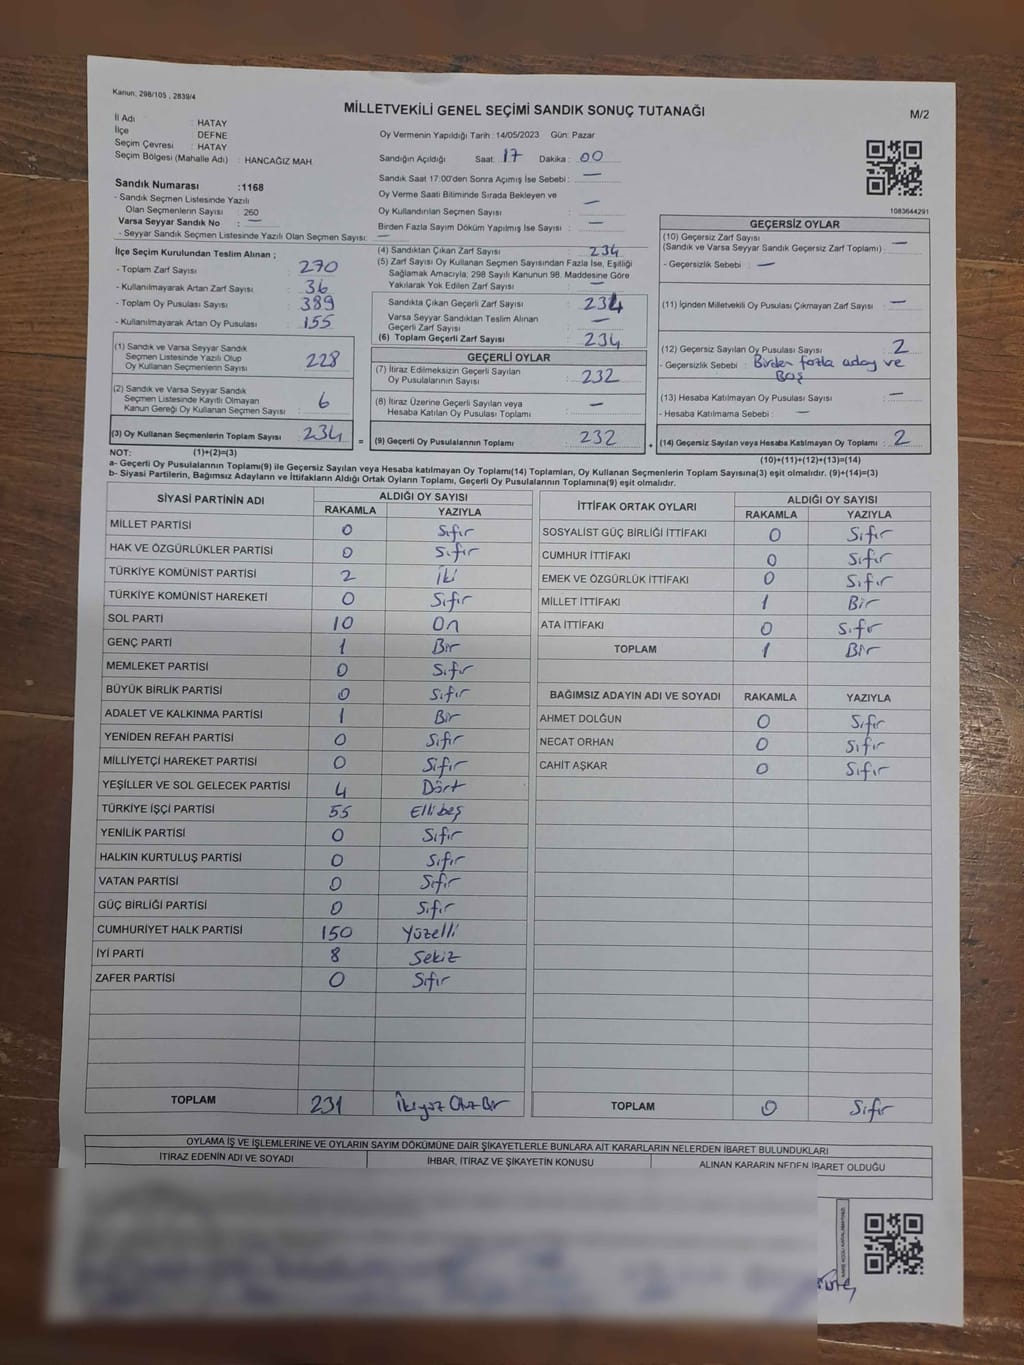 Kanun; 298/105 , 2839/4
MİLLETVEKİLİ GENEL SEÇİMİ SANDIK SONUÇ TUTANAĞI
M/2
İl Adı : HATAY
İlçe : DEFNE
Seçim Çevresi : HATAY
Seçim Bölgesi (Mahalle Adı) : HANCAĞIZ MAH.
Oy Vermenin Yapıldığı Tarih : 14/05/2023 Gün: Pazar
Sandığın Açıldığı Saat: 17 Dakika : 00
Sandık Saat 17:00'den Sonra Açımış İse Sebebi : —
Oy Verme Saati Bitiminde Sırada Bekleyen ve
Oy Kullandırılan Seçmen Sayısı : —
Birden Fazla Sayım Döküm Yapılmış İse Sayısı : —
1083644291
Sandık Numarası :1168
- Sandık Seçmen Listesinde Yazılı
Olan Seçmenlerin Sayısı : 260
Varsa Seyyar Sandık No : —
- Seyyar Sandık Seçmen Listesinde Yazılı Olan Seçmen Sayısı: —
İlçe Seçim Kurulundan Teslim Alınan ;
- Toplam Zarf Sayısı : 270
- Kullanılmayarak Artan Zarf Sayısı : 36
- Toplam Oy Pusulası Sayısı : 389
- Kullanılmayarak Artan Oy Pusulası : 155
(1) Sandık ve Varsa Seyyar Sandık
Seçmen Listesinde Yazılı Olup
Oy Kullanan Seçmenlerin Sayısı : 228
(2) Sandık ve Varsa Seyyar Sandık
Seçmen Listesinde Kayıtlı Olmayan
Kanun Gereği Oy Kullanan Seçmen Sayısı : 6
(3) Oy Kullanan Seçmenlerin Toplam Sayısı : 234 =
(4) Sandıktan Çıkan Zarf Sayısı : 234
(5) Zarf Sayısı Oy Kullanan Seçmen Sayısından Fazla İse, Eşitliği
Sağlamak Amacıyla; 298 Sayılı Kanunun 98. Maddesine Göre
Yakılarak Yok Edilen Zarf Sayısı : —
Sandıkta Çıkan Geçerli Zarf Sayısı : 234
Varsa Seyyar Sandıktan Teslim Alınan
Geçerli Zarf Sayısı : —
(6) Toplam Geçerli Zarf Sayısı : 234
GEÇERLİ OYLAR
(7) İtiraz Edilmeksizin Geçerli Sayılan
Oy Pusulalarının Sayısı : 232
(8) İtiraz Üzerine Geçerli Sayılan veya
Hesaba Katılan Oy Pusulası Toplamı : —
(9) Geçerli Oy Pusulalarının Toplamı : 232 +
GEÇERSİZ OYLAR
(10) Geçersiz Zarf Sayısı
(Sandık ve Varsa Seyyar Sandık Geçersiz Zarf Toplamı) : —
- Geçersizlik Sebebi : —
(11) İçinden Milletvekili Oy Pusulası Çıkmayan Zarf Sayısı : —
(12) Geçersiz Sayılan Oy Pusulası Sayısı : 2
- Geçersizlik Sebebi : Birden fazla aday ve
Boş
(13) Hesaba Katılmayan Oy Pusulası Sayısı : —
- Hesaba Katılmama Sebebi : —
(14) Geçersiz Sayılan veya Hesaba Katılmayan Oy Toplamı : 2
NOT: (1)+(2)=(3)
(10)+(11)+(12)+(13)=(14)
a- Geçerli Oy Pusulalarının Toplamı(9) ile Geçersiz Sayılan veya Hesaba katılmayan Oy Toplamı(14) Toplamları, Oy Kullanan Seçmenlerin Toplam Sayısına(3) eşit olmalıdır. (9)+(14)=(3)
b- Siyasi Partilerin, Bağımsız Adayların ve İttifakların Aldığı Ortak Oyların Toplamı, Geçerli Oy Pusulalarının Toplamına(9) eşit olmalıdır.
SİYASİ PARTİNİN ADI ALDIĞI OY SAYISI
RAKAMLA YAZIYLA
MİLLET PARTİSİ 0 Sıfır
HAK VE ÖZGÜRLÜKLER PARTİSİ 0 Sıfır
TÜRKİYE KOMÜNİST PARTİSİ 2 İki
TÜRKİYE KOMÜNİST HAREKETİ 0 Sıfır
SOL PARTİ 10 On
GENÇ PARTİ 1 Bir
MEMLEKET PARTİSİ 0 Sıfır
BÜYÜK BİRLİK PARTİSİ 0 Sıfır
ADALET VE KALKINMA PARTİSİ 1 Bir
YENİDEN REFAH PARTİSİ 0 Sıfır
MİLLİYETÇİ HAREKET PARTİSİ 0 Sıfır
YEŞİLLER VE SOL GELECEK PARTİSİ 4 Dört
TÜRKİYE İŞÇİ PARTİSİ 55 Ellibeş
YENİLİK PARTİSİ 0 Sıfır
HALKIN KURTULUŞ PARTİSİ 0 Sıfır
VATAN PARTİSİ 0 Sıfır
GÜÇ BİRLİĞİ PARTİSİ 0 Sıfır
CUMHURİYET HALK PARTİSİ 150 Yüzelli
İYİ PARTİ 8 Sekiz
ZAFER PARTİSİ 0 Sıfır
TOPLAM 231 İkiyüz Otuz Bir
İTTİFAK ORTAK OYLARI ALDIĞI OY SAYISI
RAKAMLA YAZIYLA
SOSYALİST GÜÇ BİRLİĞİ İTTİFAKI 0 Sıfır
CUMHUR İTTİFAKI 0 Sıfır
EMEK VE ÖZGÜRLÜK İTTİFAKI 0 Sıfır
MİLLET İTTİFAKI 1 Bir
ATA İTTİFAKI 0 Sıfır
TOPLAM 1 Bir
BAĞIMSIZ ADAYIN ADI VE SOYADI RAKAMLA YAZIYLA
AHMET DOLĞUN 0 Sıfır
NECAT ORHAN 0 Sıfır
CAHİT AŞKAR 0 Sıfır
TOPLAM 0 Sıfır
OYLAMA İŞ VE İŞLEMLERİNE VE OYLARIN SAYIM DÖKÜMÜNE DAİR ŞİKAYETLERLE BUNLARA AİT KARARLARIN NELERDEN İBARET BULUNDUKLARI
İTİRAZ EDENİN ADI VE SOYADI İHBAR, İTİRAZ VE ŞİKAYETİN KONUSU ALINAN KARARIN NEDEN İBARET OLDUĞU